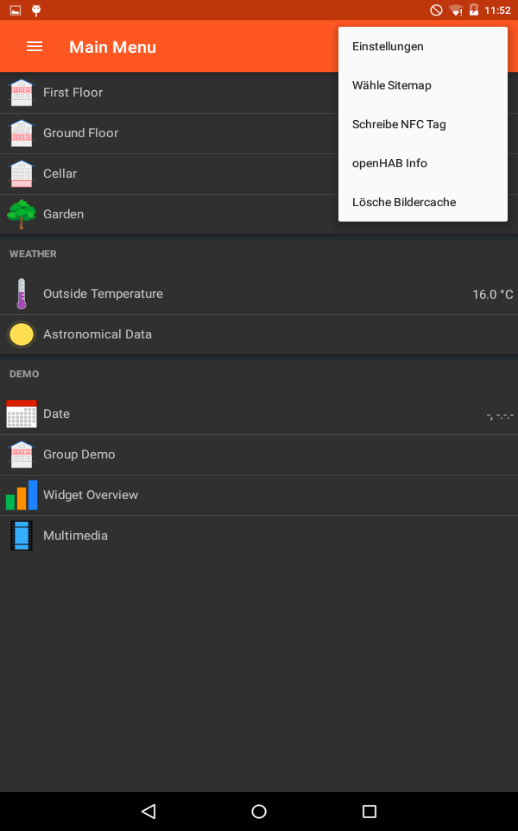 11:52
Main Menu
Einstellungen
Wähle Sitemap
Schreibe NFC Tag
openHAB Info
Lösche Bildercache
First Floor
Ground Floor
Cellar
Garden
WEATHER
Outside Temperature 16.0 °C
Astronomical Data
DEMO
Date -, -.-.-
Group Demo
Widget Overview
Multimedia